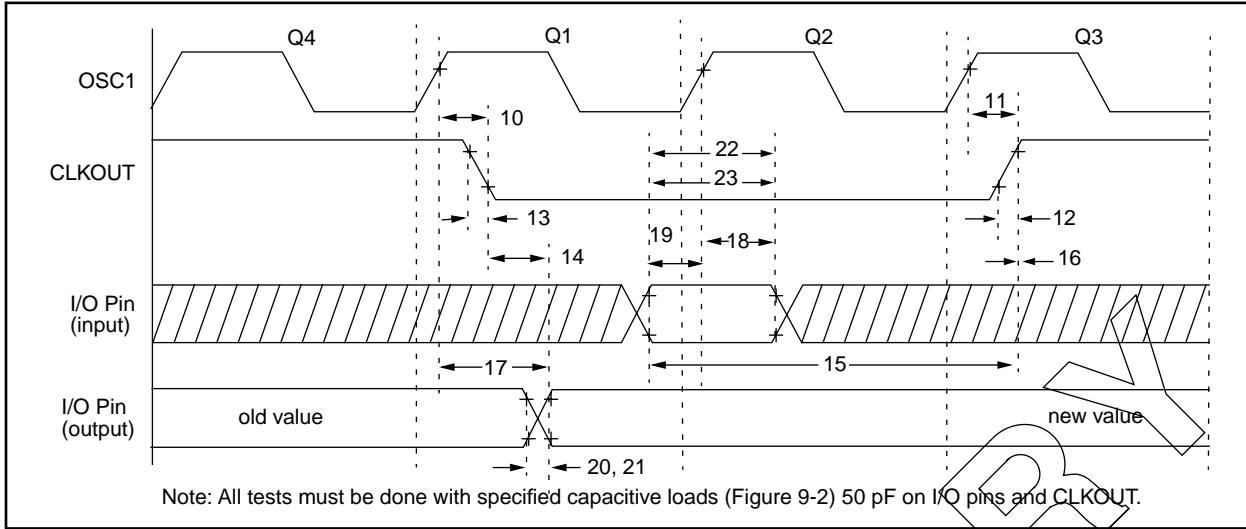 Q4
Q1
Q2
Q3
OSC1
10
11
22
CLKOUT
23
13
12
19
18
14
16
I/O Pin
(input)
17
15
I/O Pin
(output)
old value
new value
20, 21
Note: All tests must be done with specified capacitive loads (Figure 9-2) 50 pF on I/O pins and CLKOUT.
R Y